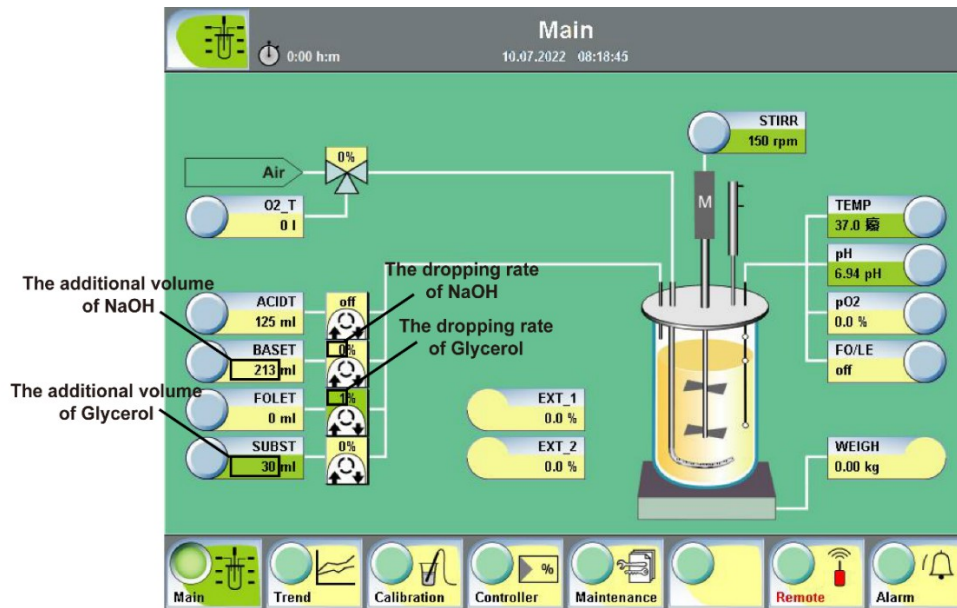 Main
0:00 h:m
10.07.2022 08:18:45
STIRR
150 rpm
0%
Air
O2_T
0 l
TEMP
37.0
pH
6.94 pH
pO2
0.0 %
FO/LE
off
The additional volume
of NaOH
The dropping rate
of NaOH
The dropping rate
of Glycerol
ACIDT
125 ml
off
BASET
213 ml
0%
The additional volume
of Glycerol
FOLET
0 ml
1%
SUBST
30 ml
0%
EXT_1
0.0 %
EXT_2
0.0 %
M
WEIGH
0.00 kg
Main
Trend
Calibration
%
Controller
Maintenance
Remote
Alarm